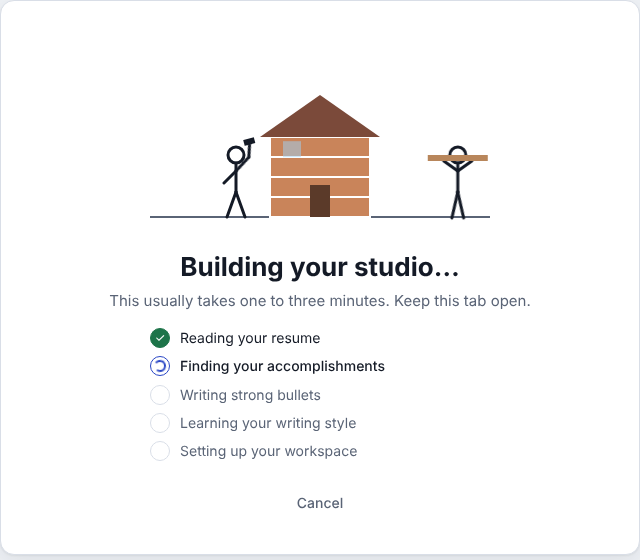 Building your studio...
This usually takes one to three minutes. Keep this tab open.
Reading your resume
Finding your accomplishments
Writing strong bullets
Learning your writing style
Setting up your workspace
Cancel